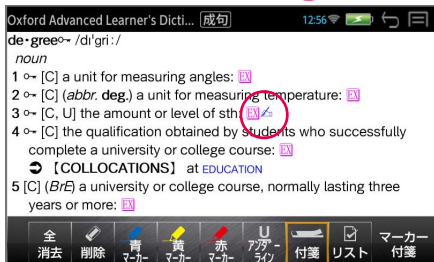 Oxford Advanced Learner's Dicti... 成句 12:56
de·gree /dɪˈɡriː/
noun
1 [C] a unit for measuring angles: EX
2 [C] (abbr. deg.) a unit for measuring temperature: EX
3 [C, U] the amount or level of sth: EX
4 [C] the qualification obtained by students who successfully
complete a university or college course: EX
➲ 【COLLOCATIONS】 at EDUCATION
5 [C] (BrE) a university or college course, normally lasting three
years or more: EX
全消去 削除 青マーカー 黄マーカー 赤マーカー U アンダーライン 付箋 リスト マーカー付箋